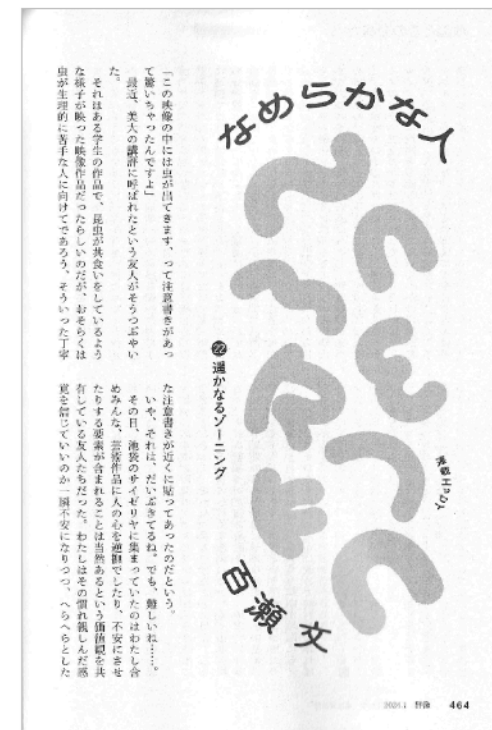 なめらかな人
連載エッセイ
百瀬文
㉒遥かなるゾーニング
「この映像の中には虫が出てきます、って注意書きがあっ
て驚いちゃったんですよ」
最近、美大の講評に呼ばれたという友人がそうつぶやい
た。
それはある学生の作品で、昆虫が共食いをしているよう
な様子が映った映像作品だったらしいのだが、おそらくは
虫が生理的に苦手な人に向けてであろう、そういった丁寧
な注意書きが近くに貼ってあったのだという。
いや、それは、だいぶきてるね。でも、難しいね……。
その日、池袋のサイゼリヤに集まっていたのはわたし含
めみんな、芸術作品に人の心を逆撫でしたり、不安にさせ
たりする要素が含まれることは当然あるという価値観を共
有している友人たちだった。わたしはその慣れ親しんだ感
覚を信じていいのか一瞬不安になりつつ、へらへらとした
2024.1 群像 464